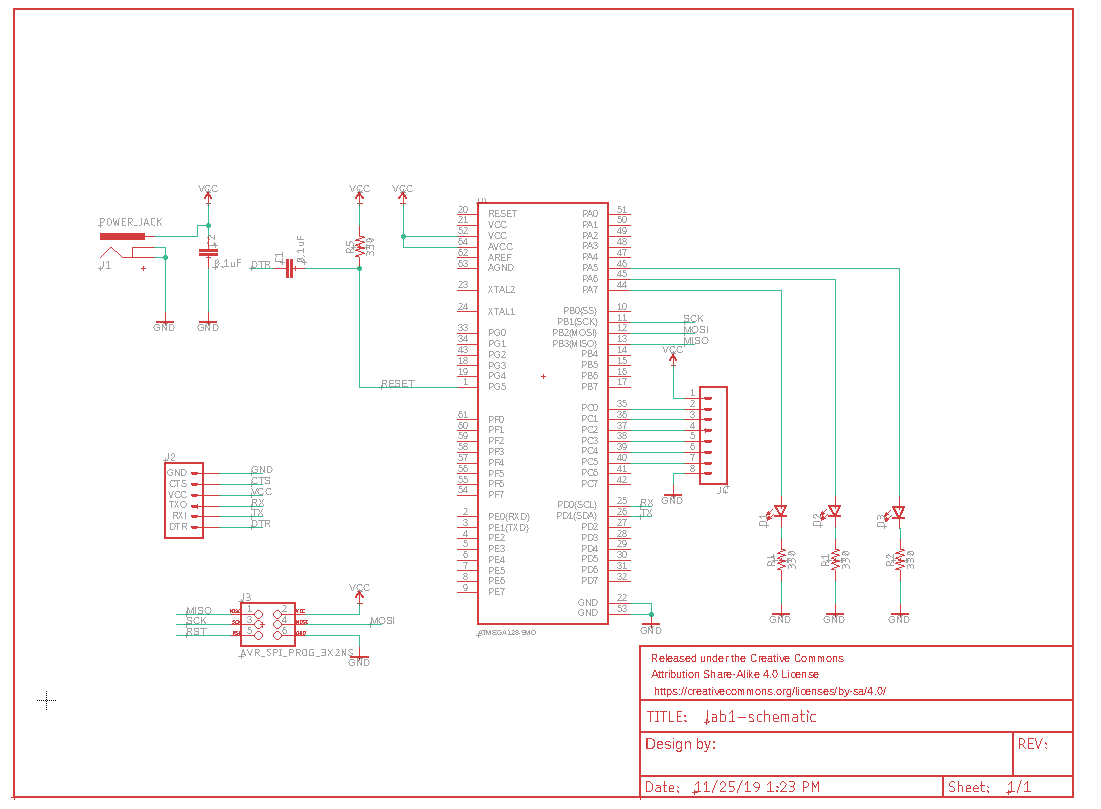 VCC
VCC
VCC
POWER_JACK
J1
0.1uF
DTR
C1
0.1uF
R5
330
GND
GND
RESET
20 RESET
21 VCC
52 VCC
64 AVCC
62 AREF
63 AGND
23 XTAL2
24 XTAL1
33 PG0
34 PG1
43 PG2
18 PG3
19 PG4
1 PG5
61 PF0
60 PF1
59 PF2
58 PF3
57 PF4
56 PF5
55 PF6
54 PF7
2 PE0(RXD)
3 PE1(TXD)
4 PE2
5 PE3
6 PE4
7 PE5
8 PE6
9 PE7
PA0 51
PA1 50
PA2 49
PA3 48
PA4 47
PA5 46
PA6 45
PA7 44
PB0(SS) 10
PB1(SCK) 11 SCK
PB2(MOSI) 12 MOSI
PB3(MISO) 13 MISO
PB4 14
PB5 15
PB6 16
PB7 17
PC0 35
PC1 36
PC2 37
PC3 38
PC4 39
PC5 40
PC6 41
PC7 42
PD0(SCL) 25 RX
PD1(SDA) 26 TX
PD2 27
PD3 28
PD4 29
PD5 30
PD6 31
PD7 32
GND 22
GND 53
GND
ATMEGA128-SMD
VCC
1
2
3
4
5
6
7
8
J4
GND
J2
GND GND
CTS CTS
VCC VCC
TXO RX
RXI TX
DTR DTR
J3
MISO 1 2 VCC
SCK 3 4 MOSI
RST 5 6 GND
VCC
MOSI
GND
AVR_SPI_PROG_3X2NS
D1
D2
D3
330
R1
330
R2
330
GND
GND
GND
Released under the Creative Commons
Attribution Share-Alike 4.0 License
https://creativecommons.org/licenses/by-sa/4.0/
TITLE: lab1-schematic
Design by:
REV:
Date: 11/25/19 1:23 PM
Sheet: 1/1